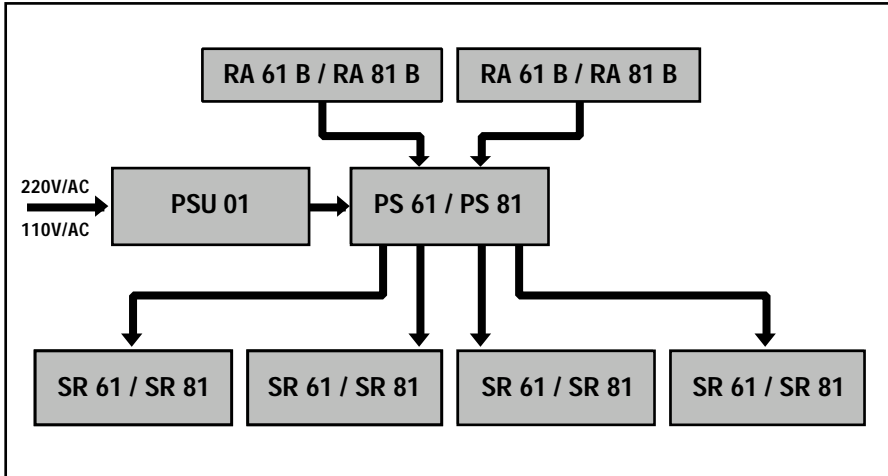 RA 61 B / RA 81 B
RA 61 B / RA 81 B
220V/AC
110V/AC
PSU 01
PS 61 / PS 81
SR 61 / SR 81
SR 61 / SR 81
SR 61 / SR 81
SR 61 / SR 81